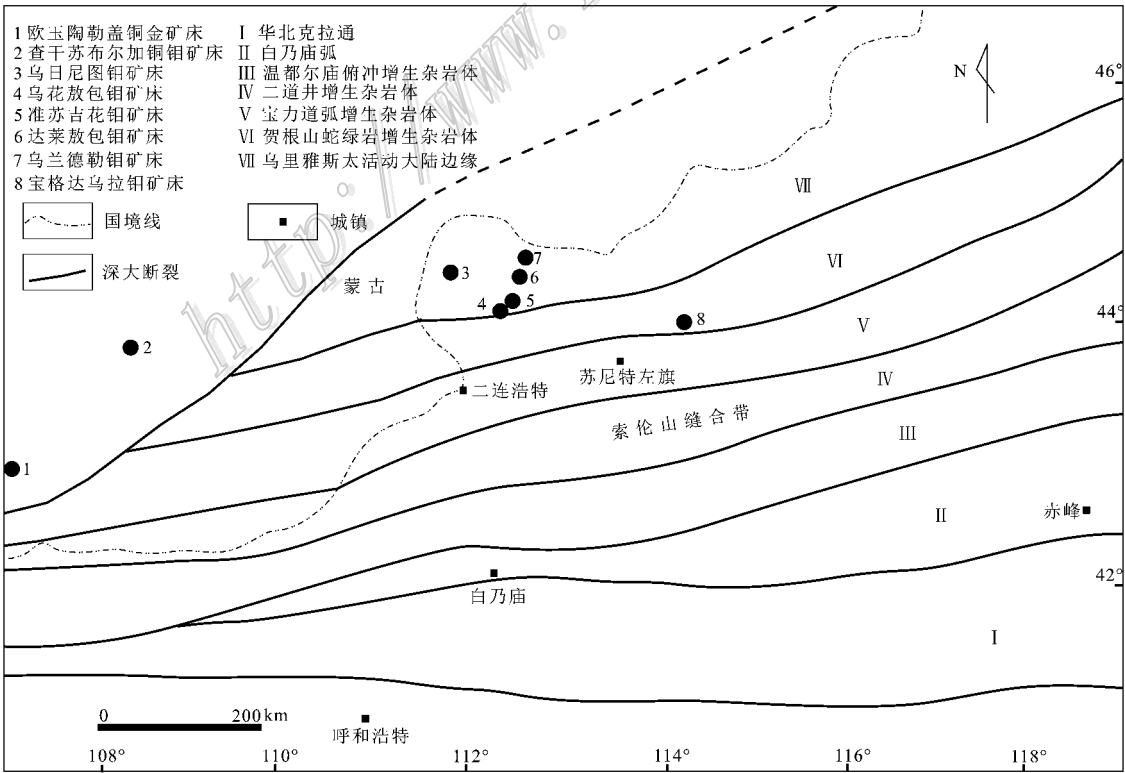 1 欧玉陶勒盖铜金矿床
2 查干苏布尔加铜钼矿床
3 乌日尼图钼矿床
4 乌花敖包钼矿床
5 准苏吉花钼矿床
6 达莱敖包钼矿床
7 乌兰德勒钼矿床
8 宝格达乌拉钼矿床
Ⅰ 华北克拉通
Ⅱ 白乃庙弧
Ⅲ 温都尔庙俯冲增生杂岩体
Ⅳ 二道井增生杂岩体
Ⅴ 宝力道弧增生杂岩体
Ⅵ 贺根山蛇绿岩增生杂岩体
Ⅶ 乌里雅斯太活动大陆边缘
国境线
城镇
深大断裂
http://www.
N
46°
Ⅶ
蒙古
3
7
6
5
4
Ⅵ
8
Ⅴ
44°
2
苏尼特左旗
二连浩特
Ⅳ
索伦山缝合带
Ⅲ
1
Ⅱ
赤峰
42°
白乃庙
Ⅰ
0 200 km
呼和浩特
108° 110° 112° 114° 116° 118°